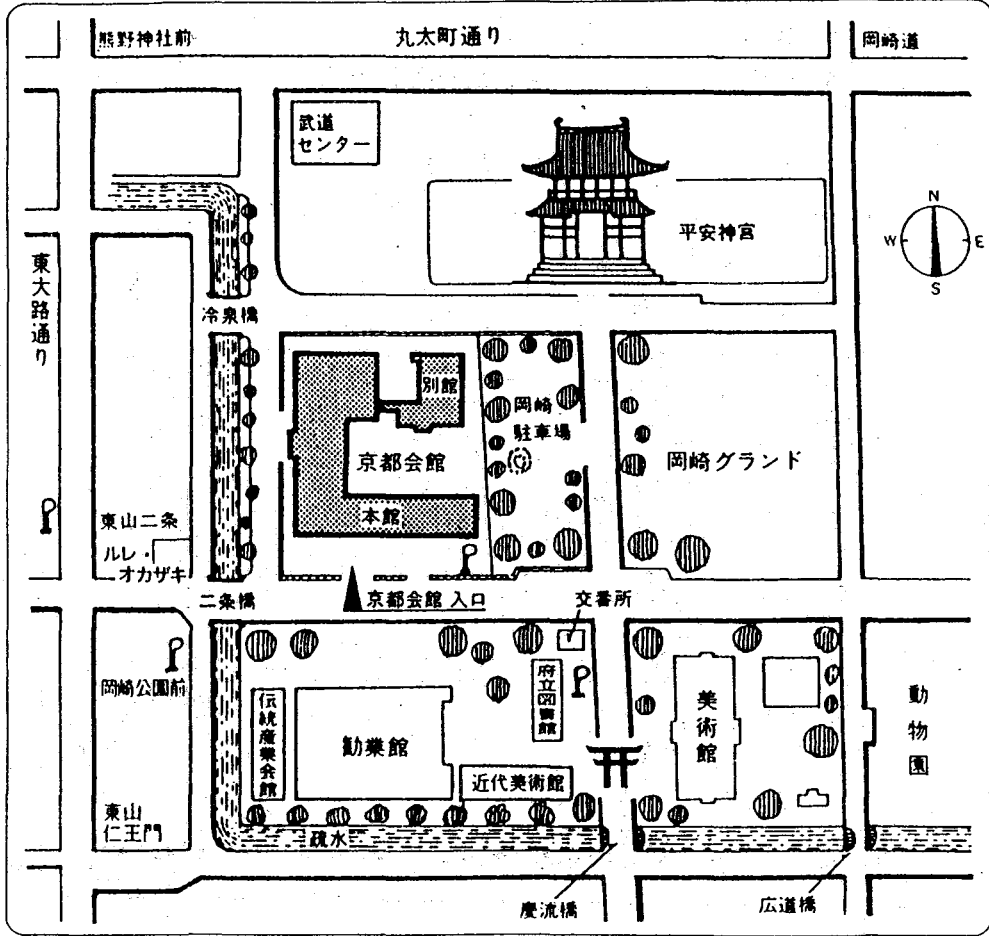 熊野神社前
丸太町通り
岡崎道
武道
センター
平安神宮
N
W
E
S
東大路通り
冷泉橋
別館
岡崎
駐車場
京都会館
岡崎グランド
本館
東山二条
ルレ・
オカザキ
二条橋
京都会館 入口
交番所
岡崎公園前
伝統産業会館
勧業館
府立図書館
美術館
動物園
近代美術館
東山
仁王門
疏水
慶流橋
広道橋